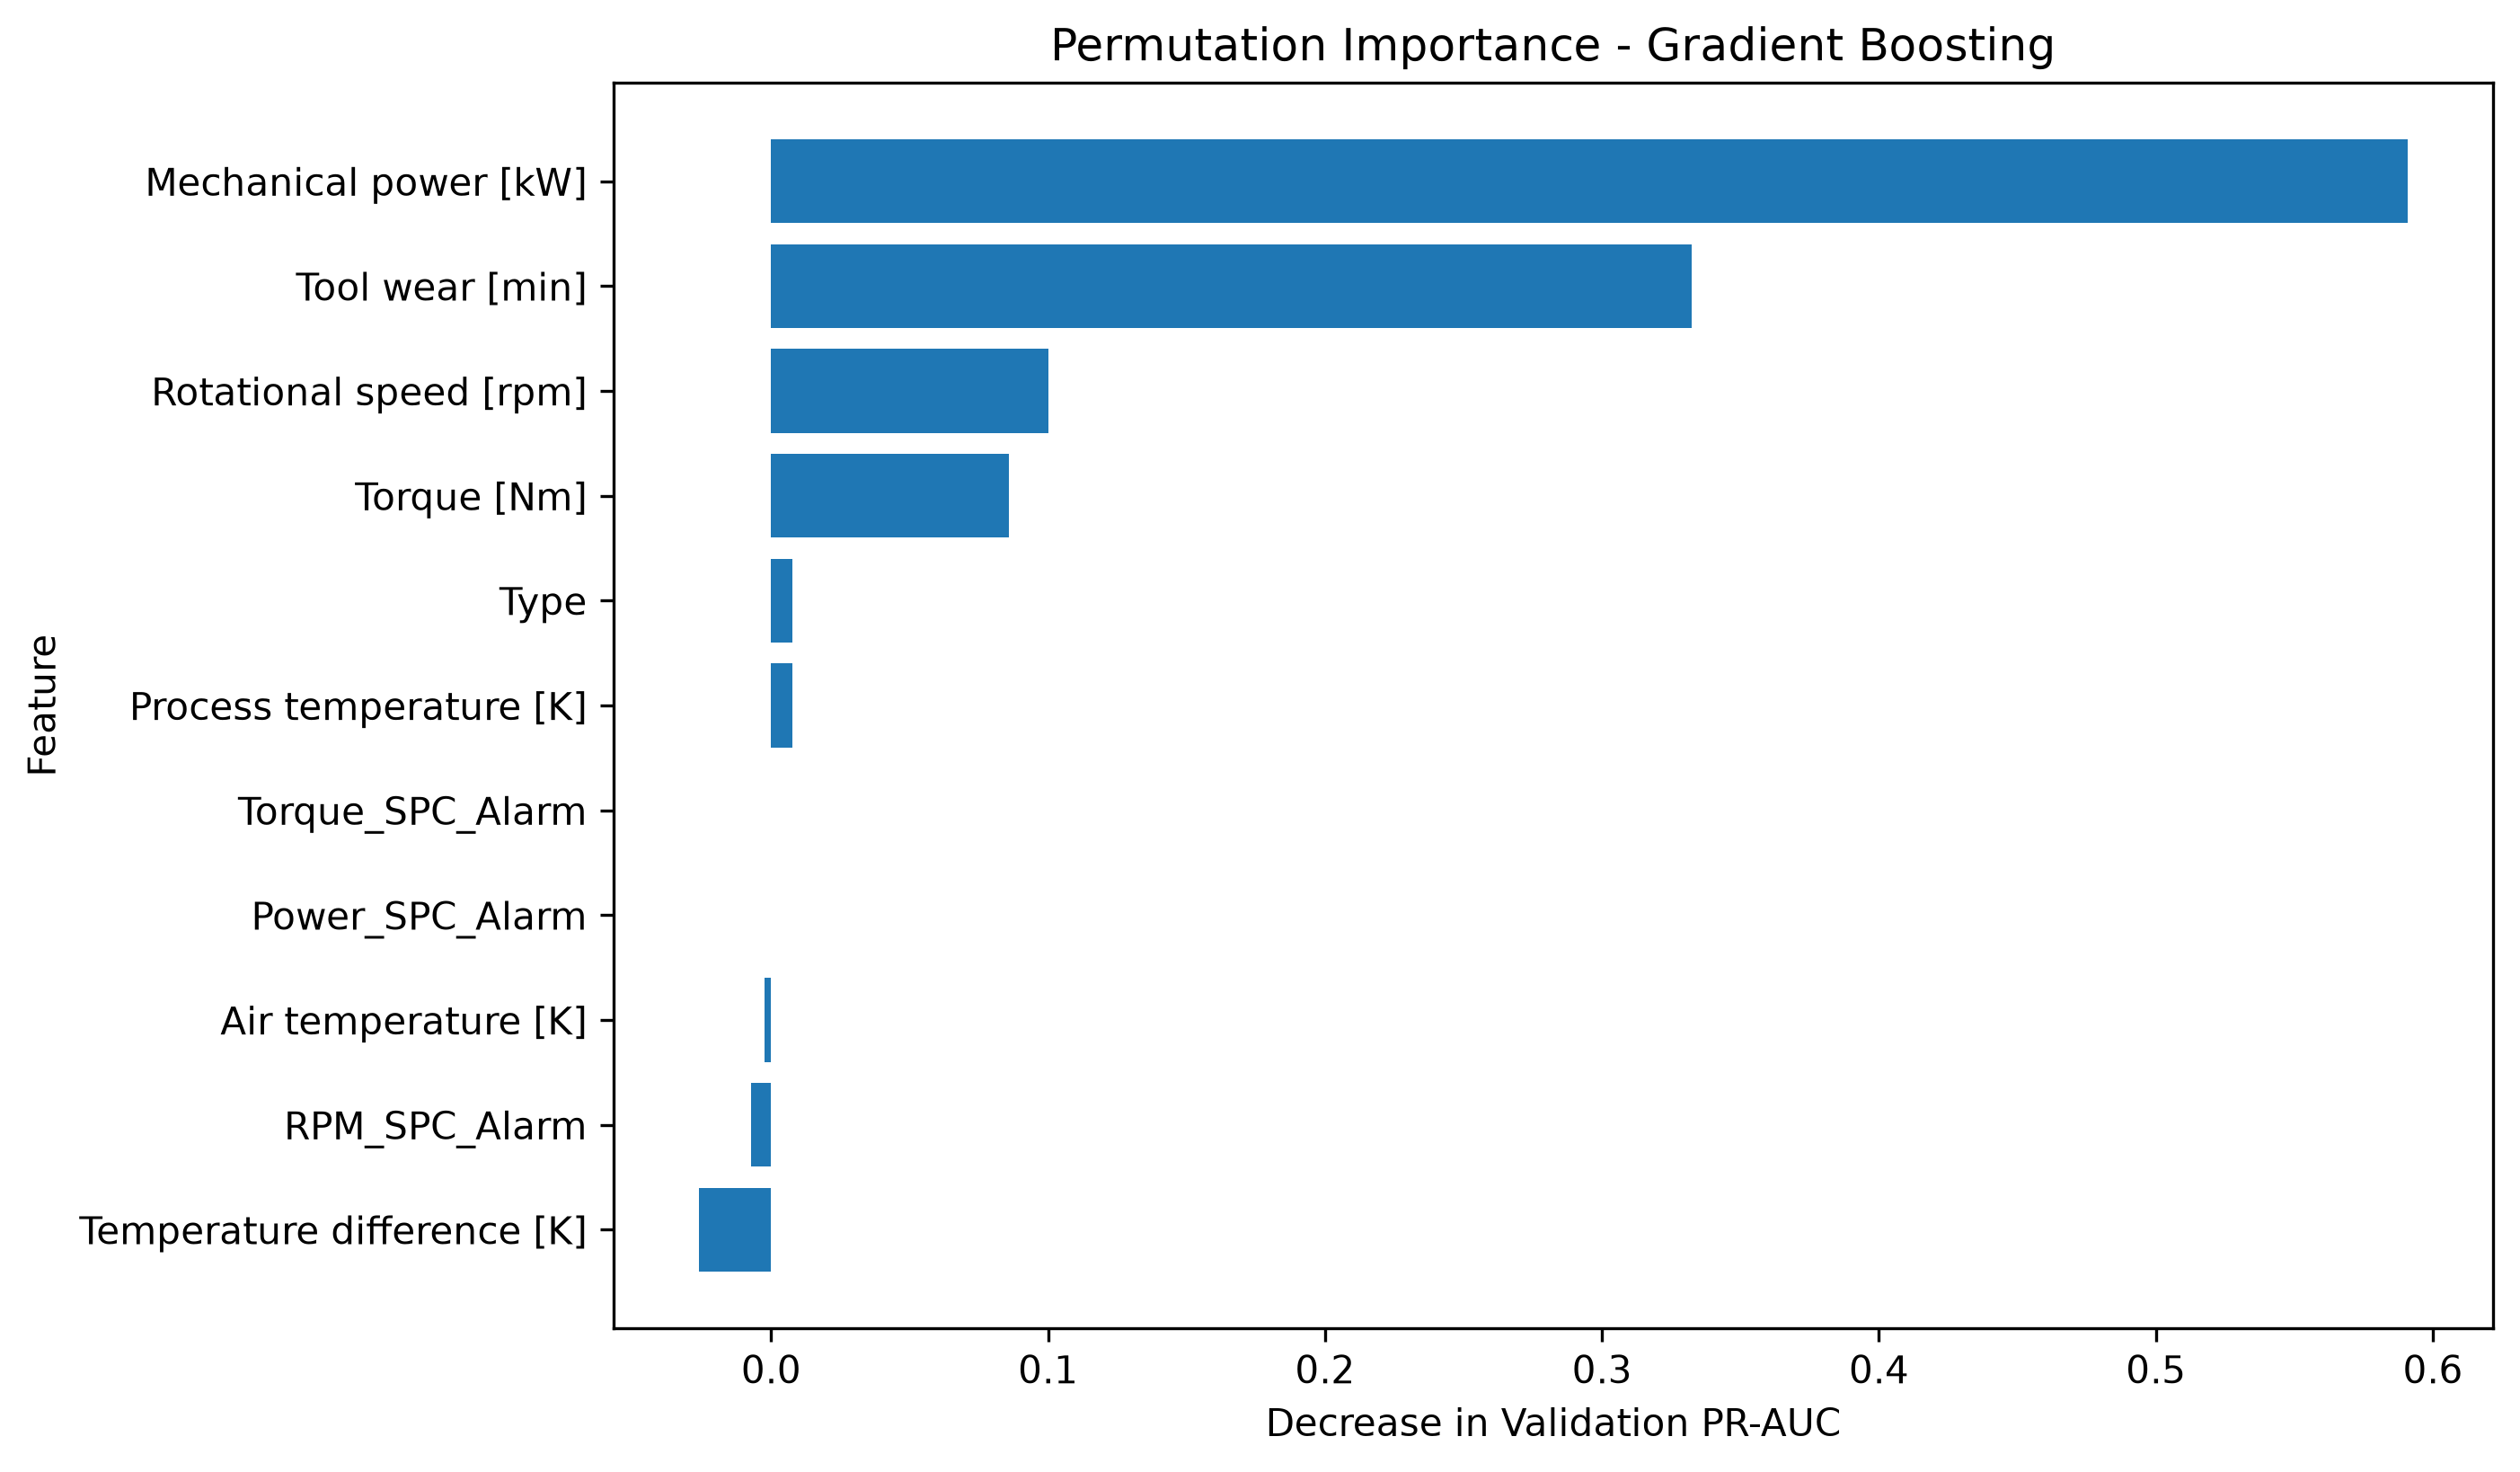 Permutation Importance - Gradient Boosting
Feature
Mechanical power [kW]
Tool wear [min]
Rotational speed [rpm]
Torque [Nm]
Type
Process temperature [K]
Torque_SPC_Alarm
Power_SPC_Alarm
Air temperature [K]
RPM_SPC_Alarm
Temperature difference [K]
0.0 0.1 0.2 0.3 0.4 0.5 0.6
Decrease in Validation PR-AUC